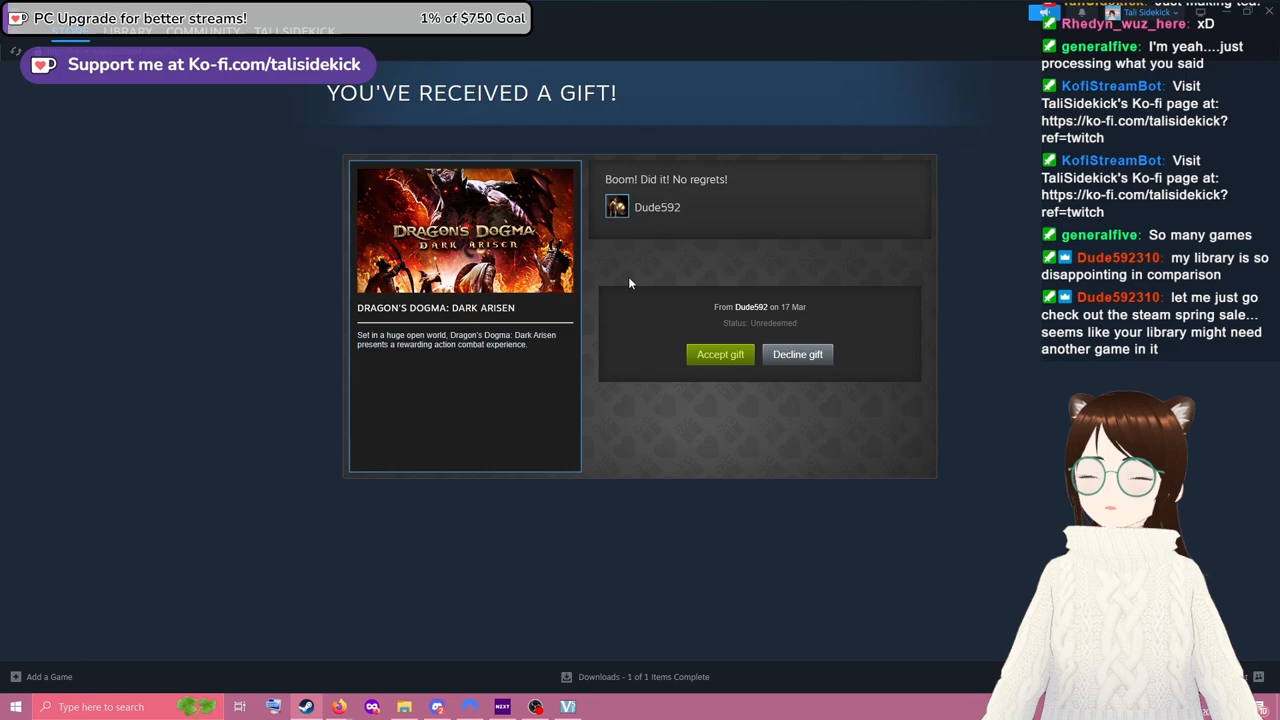 PC Upgrade for better streams!
1% of $750 Goal
STORE LIBRARY COMMUNITY TALISIDEKICK
Support me at Ko-fi.com/talisidekick
Tali Sidekick
YOU'VE RECEIVED A GIFT!
DRAGON'S DOGMA
DARK ARISEN
DRAGON'S DOGMA: DARK ARISEN
Set in a huge open world, Dragon's Dogma: Dark Arisen
presents a rewarding action combat experience.
Boom! Did it! No regrets!
Dude592
From Dude592 on 17 Mar
Status: Unredeemed
Accept gift
Decline gift
Rhedyn_wuz_here: xD
generalfive: I'm yeah....just
processing what you said
KofiStreamBot: Visit
TaliSidekick's Ko-fi page at:
https://ko-fi.com/talisidekick?
ref=twitch
KofiStreamBot: Visit
TaliSidekick's Ko-fi page at:
https://ko-fi.com/talisidekick?
ref=twitch
generalfive: So many games
Dude592310: my library is so
disappointing in comparison
Dude592310: let me just go
check out the steam spring sale...
seems like your library might need
another game in it
Add a Game
Downloads - 1 of 1 Items Complete
Type here to search
NZXT